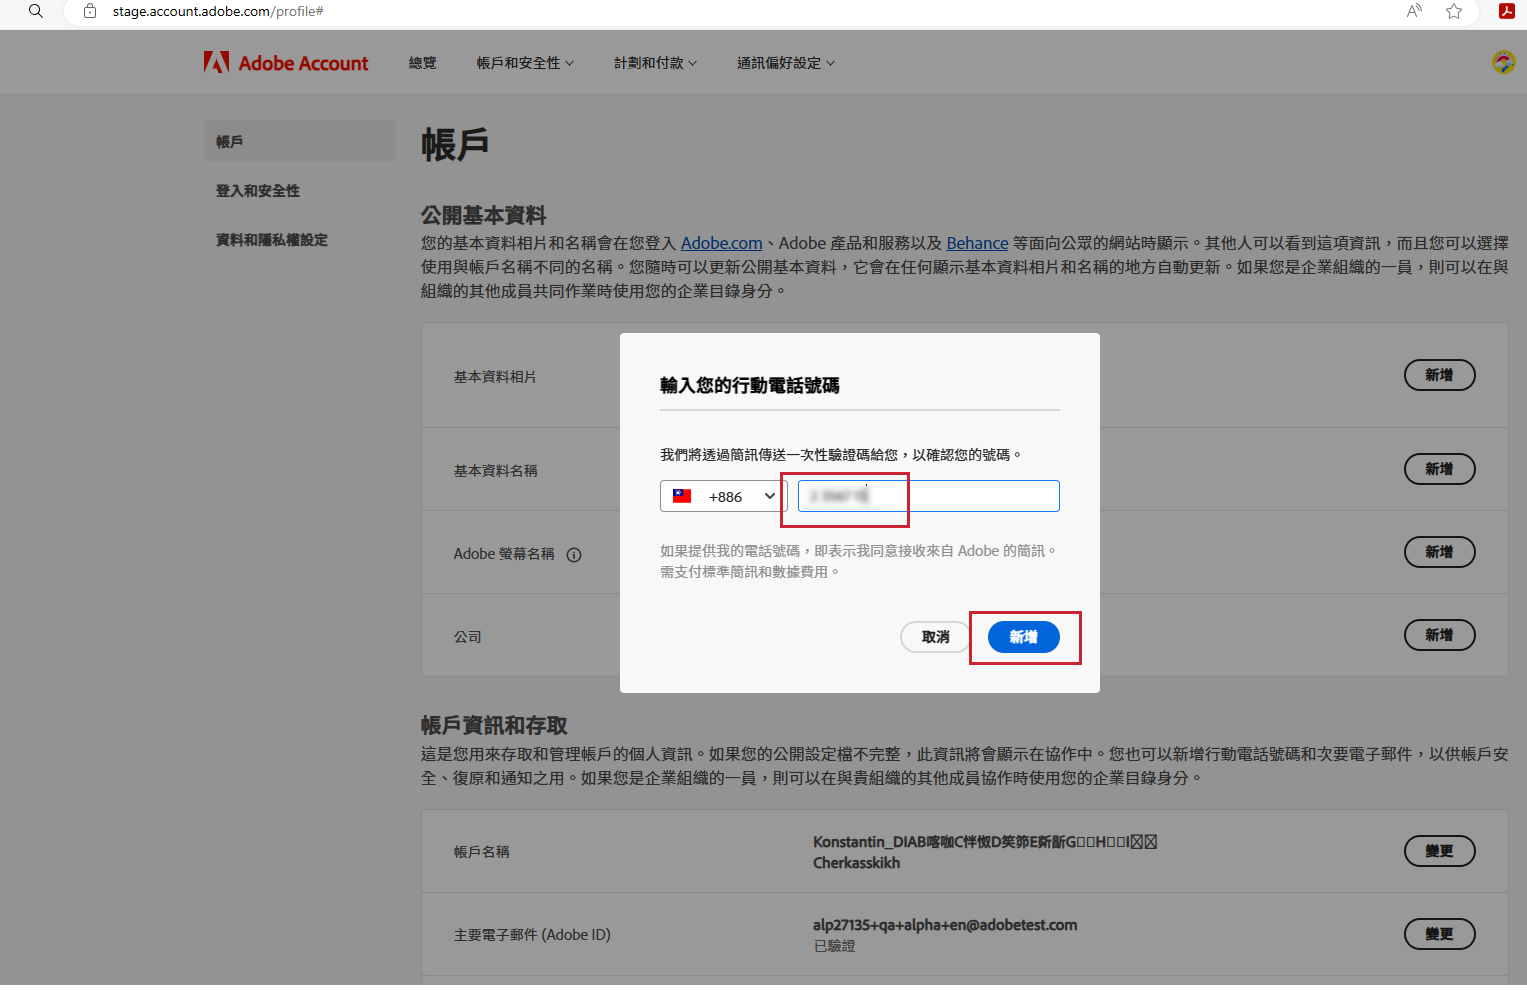 stage.account.adobe.com/profile#
Adobe Account
總覽
帳戶和安全性
計劃和付款
通訊偏好設定
帳戶
登入和安全性
資料和隱私權設定
帳戶
公開基本資料
您的基本資料相片和名稱會在您登入 Adobe.com、Adobe 產品和服務以及 Behance 等面向公眾的網站時顯示。其他人可以看到這項資訊，而且您可以選擇
使用與帳戶名稱不同的名稱。您隨時可以更新公開基本資料，它會在任何顯示基本資料相片和名稱的地方自動更新。如果您是企業組織的一員，則可以在與
組織的其他成員共同作業時使用您的企業目錄身分。
基本資料相片
新增
基本資料名稱
新增
Adobe 螢幕名稱
新增
公司
新增
輸入您的行動電話號碼
我們將透過簡訊傳送一次性驗證碼給您，以確認您的號碼。
+886
如果提供我的電話號碼，即表示我同意接收來自 Adobe 的簡訊。
需支付標準簡訊和數據費用。
取消
新增
帳戶資訊和存取
這是您用來存取和管理帳戶的個人資訊。如果您的公開設定檔不完整，此資訊將會顯示在協作中。您也可以新增行動電話號碼和次要電子郵件，以供帳戶安
全、復原和通知之用。如果您是企業組織的一員，則可以在與貴組織的其他成員協作時使用您的企業目錄身分。
帳戶名稱
Konstantin_DIAB喀咖C怑怓D笶笷E斪斨G
Cherkasskikh
變更
主要電子郵件 (Adobe ID)
alp27135+qa+alpha+en@adobetest.com
已驗證
變更